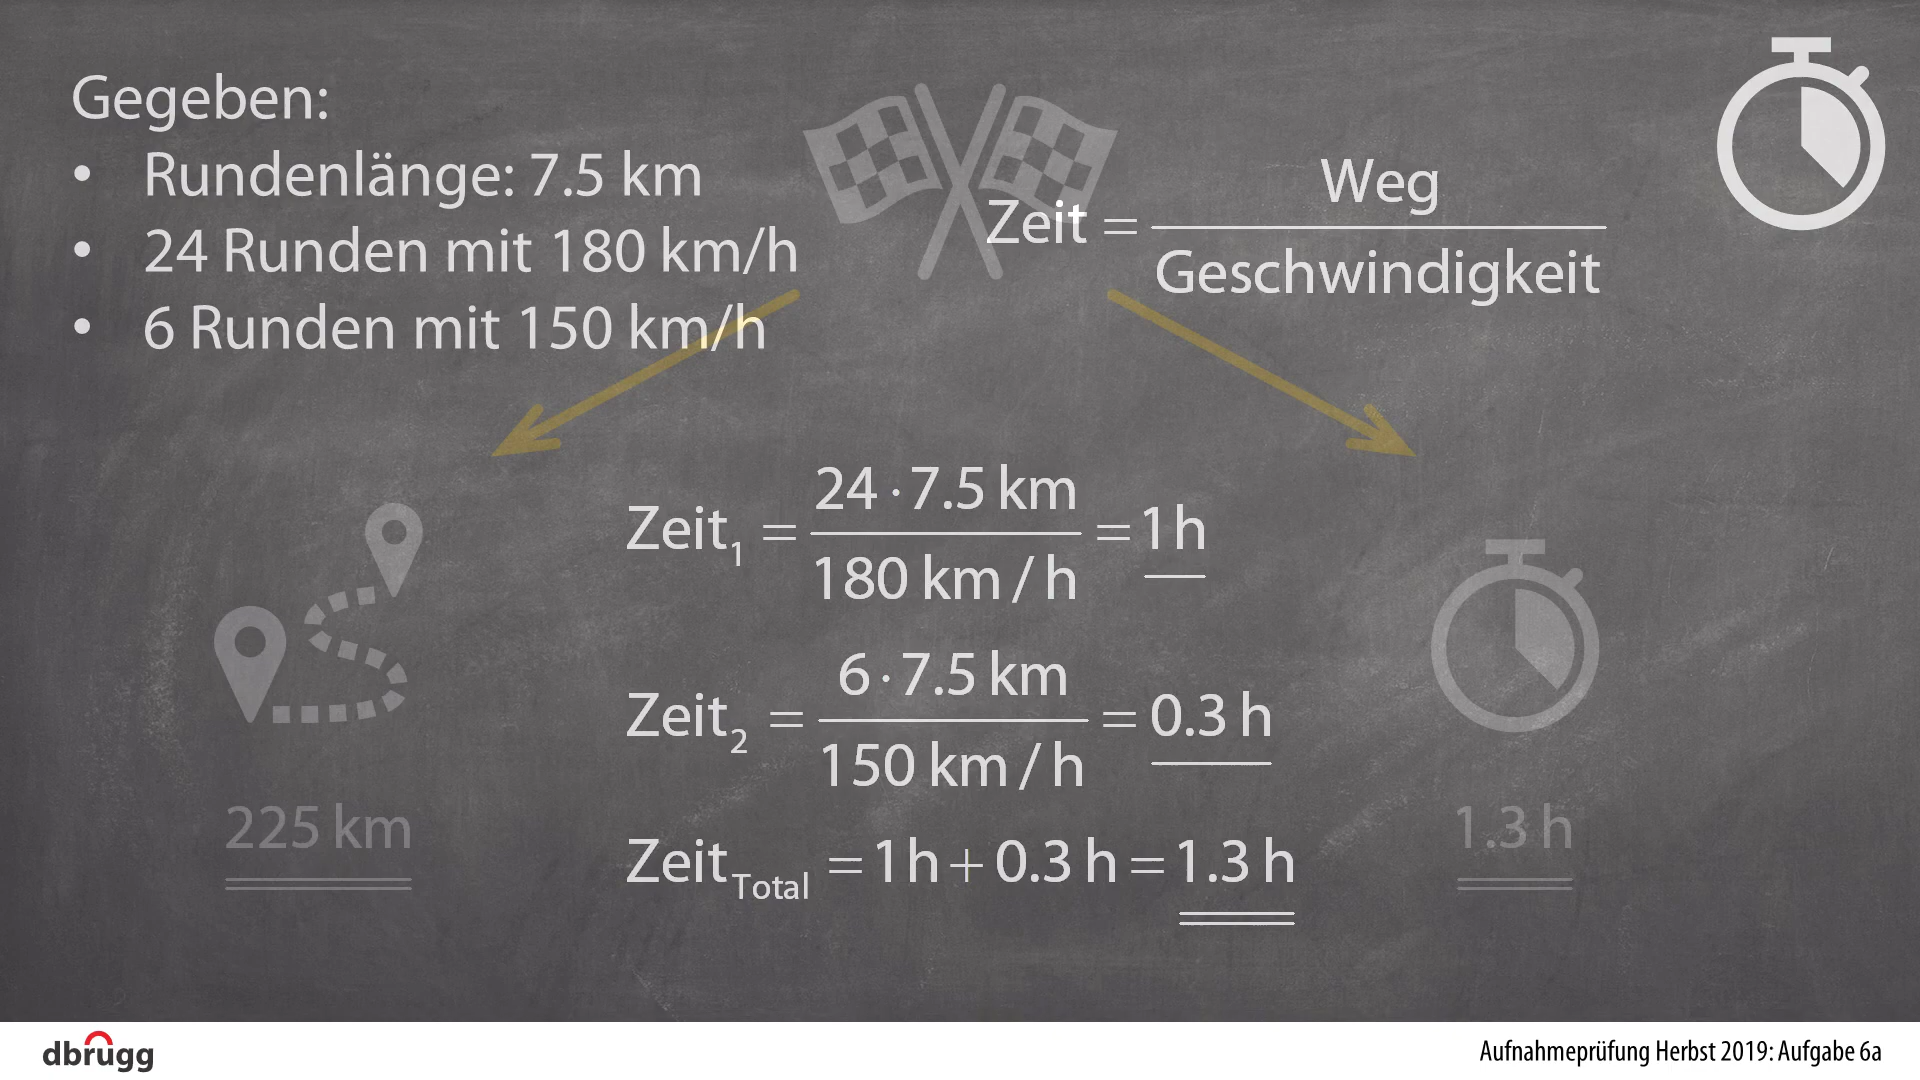 Gegeben:
• Rundenlänge: 7.5 km
• 24 Runden mit 180 km/h
• 6 Runden mit 150 km/h
Zeit = Weg / Geschwindigkeit
Zeit₁ = 24 · 7.5 km / 180 km / h = 1 h
Zeit₂ = 6 · 7.5 km / 150 km / h = 0.3 h
Zeit_Total = 1 h + 0.3 h = 1.3 h
225 km
1.3 h
dbrugg
Aufnahmeprüfung Herbst 2019: Aufgabe 6a